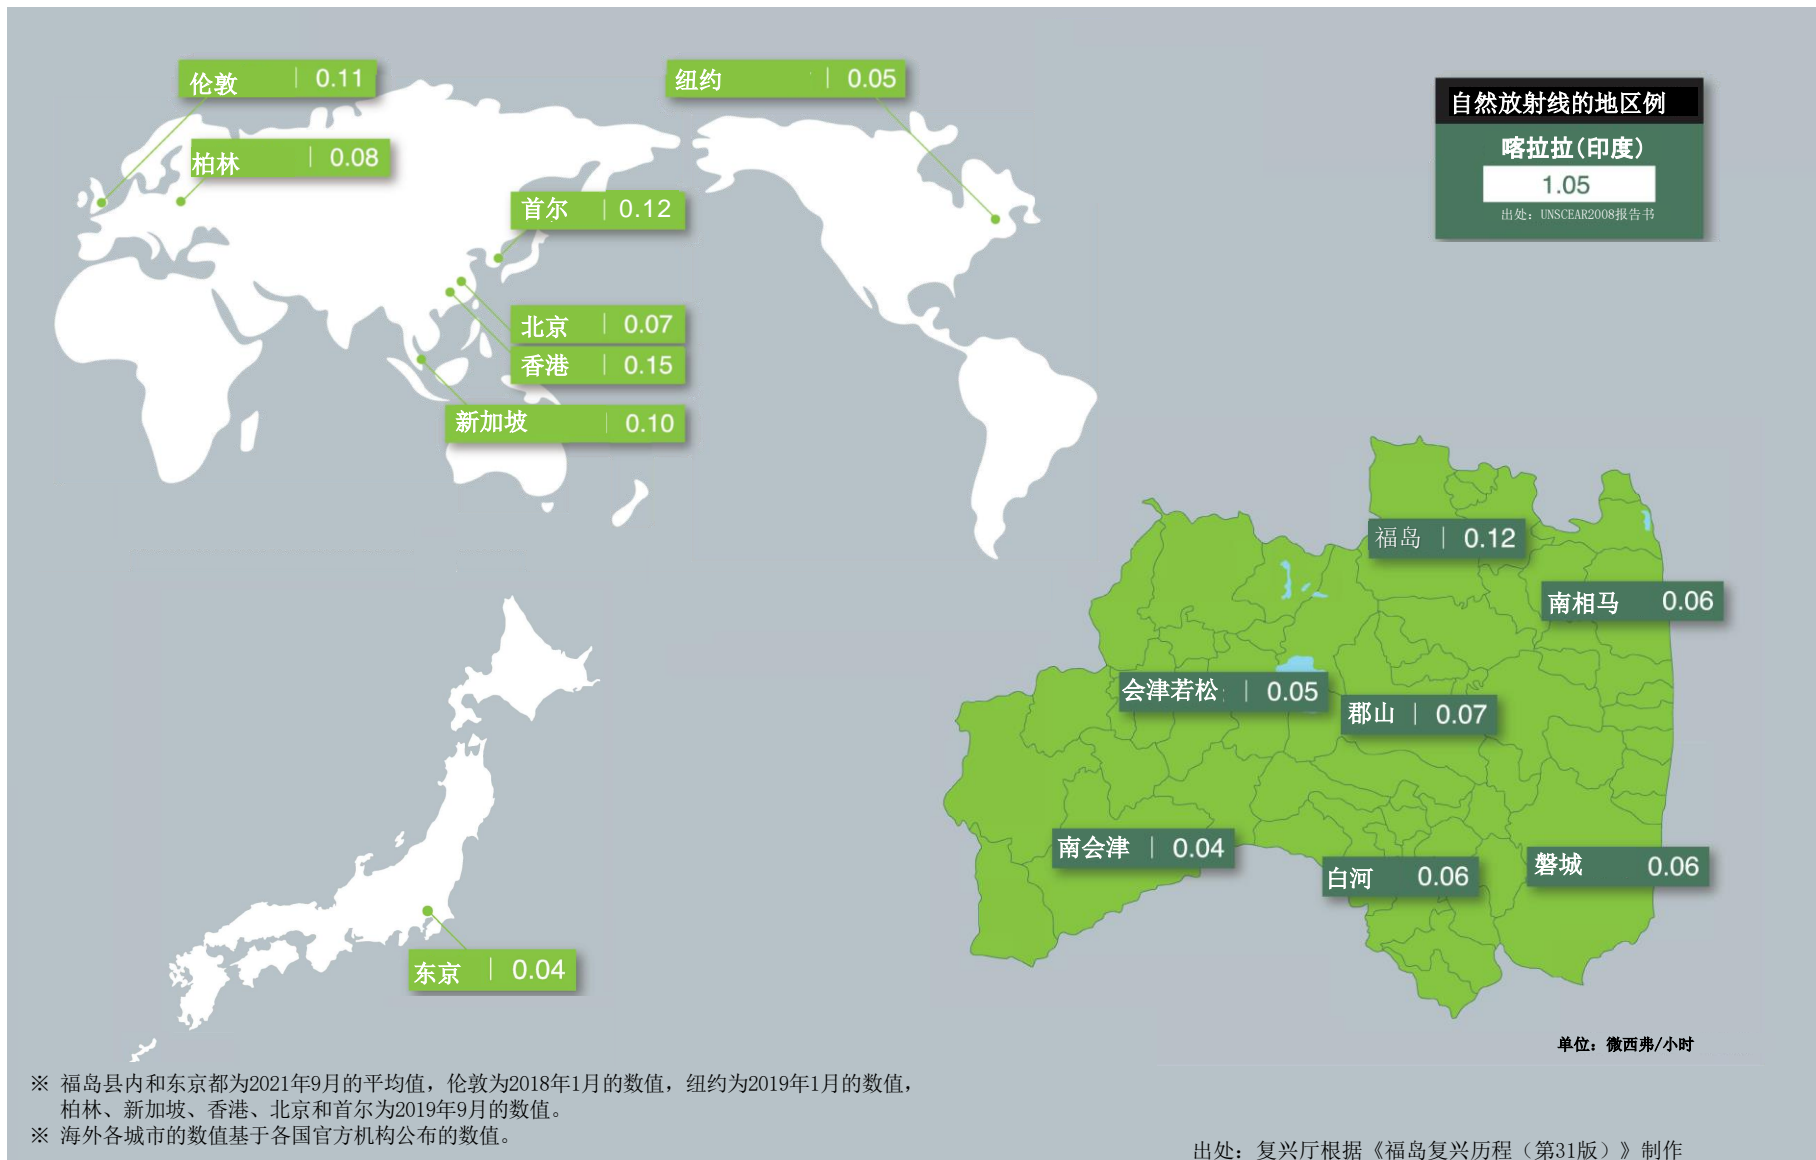 伦敦 | 0.11
纽约 | 0.05
自然放射线的地区例
喀拉拉(印度)
1.05
出处: UNSCEAR2008报告书
柏林 | 0.08
首尔 | 0.12
北京 | 0.07
香港 | 0.15
新加坡 | 0.10
福岛 | 0.12
南相马 0.06
会津若松 | 0.05
郡山 | 0.07
南会津 | 0.04
白河 0.06
磐城 0.06
东京 | 0.04
单位: 微西弗/小时
※ 福岛县内和东京都为2021年9月的平均值，伦敦为2018年1月的数值，纽约为2019年1月的数值，
柏林、新加坡、香港、北京和首尔为2019年9月的数值。
※ 海外各城市的数值基于各国官方机构公布的数值。
出处: 复兴厅根据《福岛复兴历程（第31版）》制作